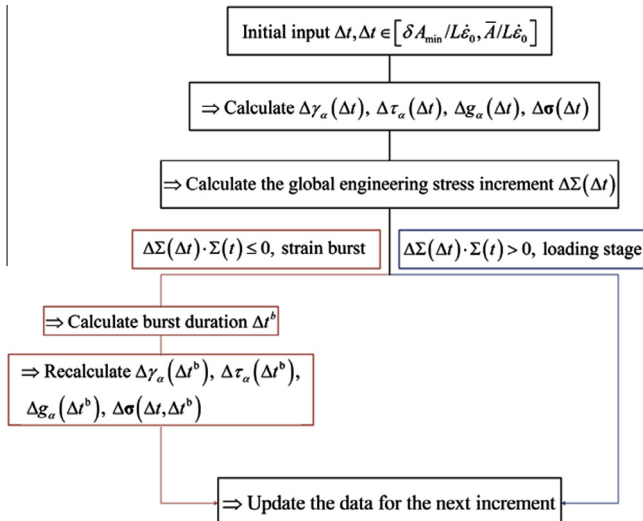 Initial input Δt, Δt ∈ [δA_min/Lε̇₀, A̅/Lε̇₀]
⇒ Calculate Δγ_α(Δt), Δτ_α(Δt), Δg_α(Δt), Δσ(Δt)
⇒ Calculate the global engineering stress increment ΔΣ(Δt)
ΔΣ(Δt)·Σ(t) ≤ 0, strain burst
ΔΣ(Δt)·Σ(t) > 0, loading stage
⇒ Calculate burst duration Δt^b
⇒ Recalculate Δγ_α(Δt^b), Δτ_α(Δt^b),
Δg_α(Δt^b), Δσ(Δt, Δt^b)
⇒ Update the data for the next increment